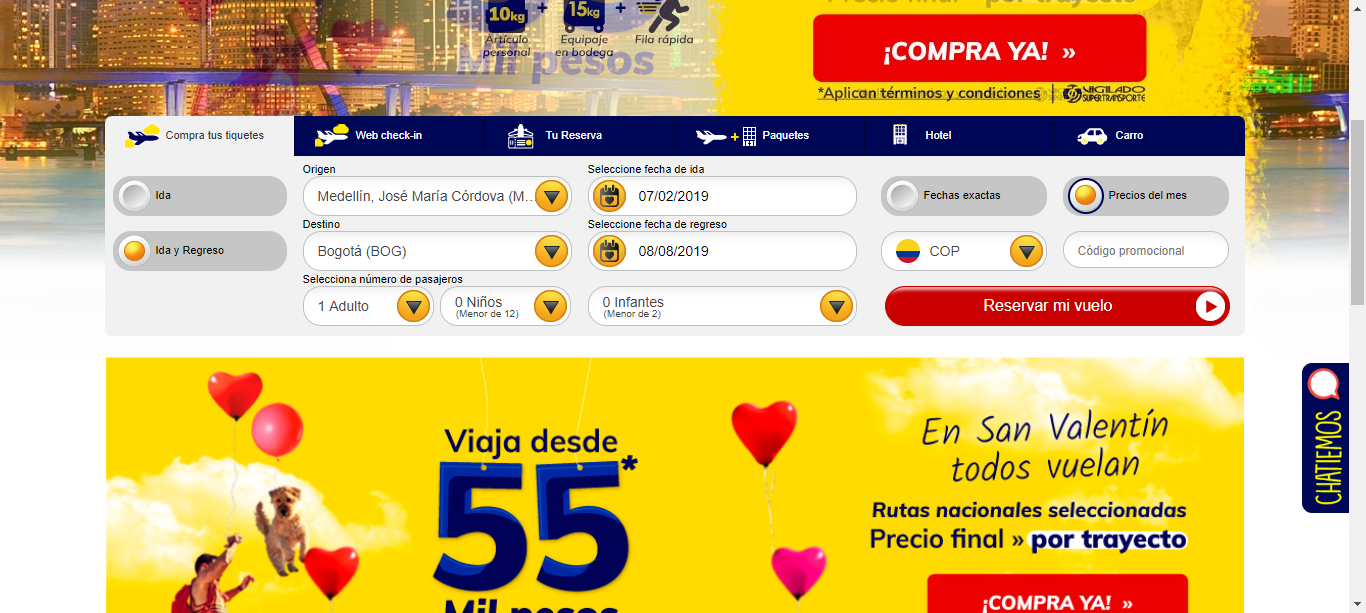 Precio final » por trayecto
10kg + 15kg +
Artículo personal
Equipaje en bodega
Fila rápida
Mil pesos
¡COMPRA YA! »
*Aplican términos y condiciones
VIGILADO
SUPERTRANSPORTE
Compra tus tiquetes
Web check-in
Tu Reserva
Paquetes
Hotel
Carro
Ida
Ida y Regreso
Origen
Medellín, José María Córdova (M...
Destino
Bogotá (BOG)
Selecciona número de pasajeros
1 Adulto
0 Niños
(Menor de 12)
0 Infantes
(Menor de 2)
Seleccione fecha de ida
07/02/2019
Seleccione fecha de regreso
08/08/2019
Fechas exactas
Precios del mes
COP
Código promocional
Reservar mi vuelo
CHATIEMOS
Viaja desde
55*
Mil pesos
En San Valentín
todos vuelan
Rutas nacionales seleccionadas
Precio final » por trayecto
¡COMPRA YA! »